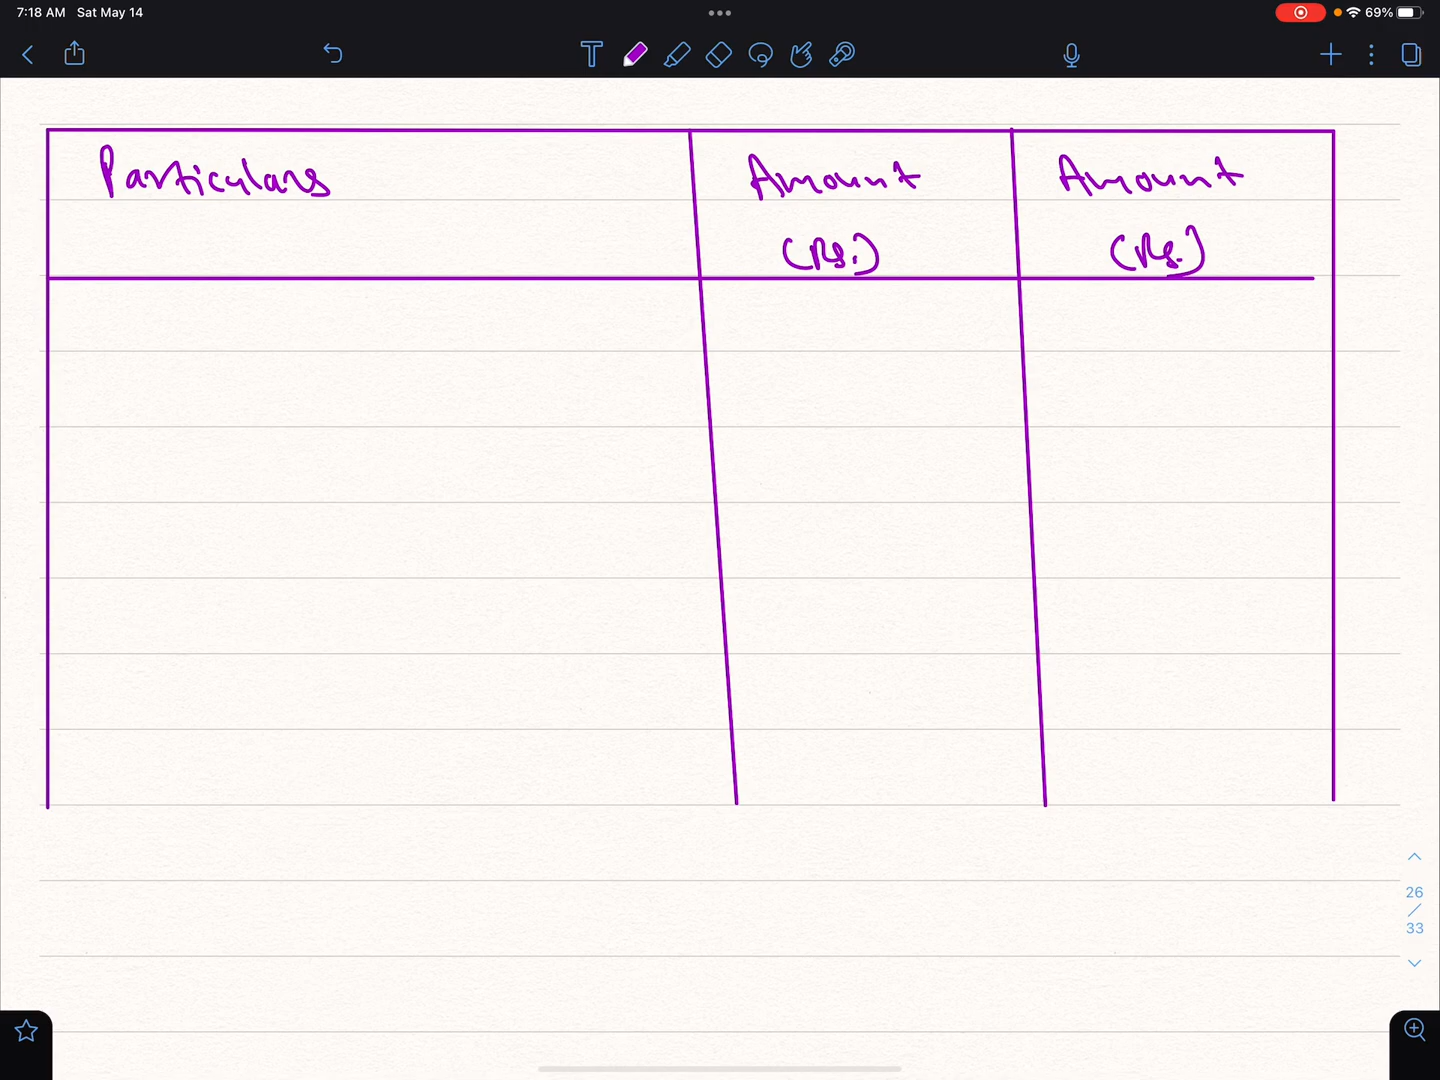 7:18 AM Sat May 14
69%
Particulars Amount Amount
(Rs.) (Rs.)
26
/
33